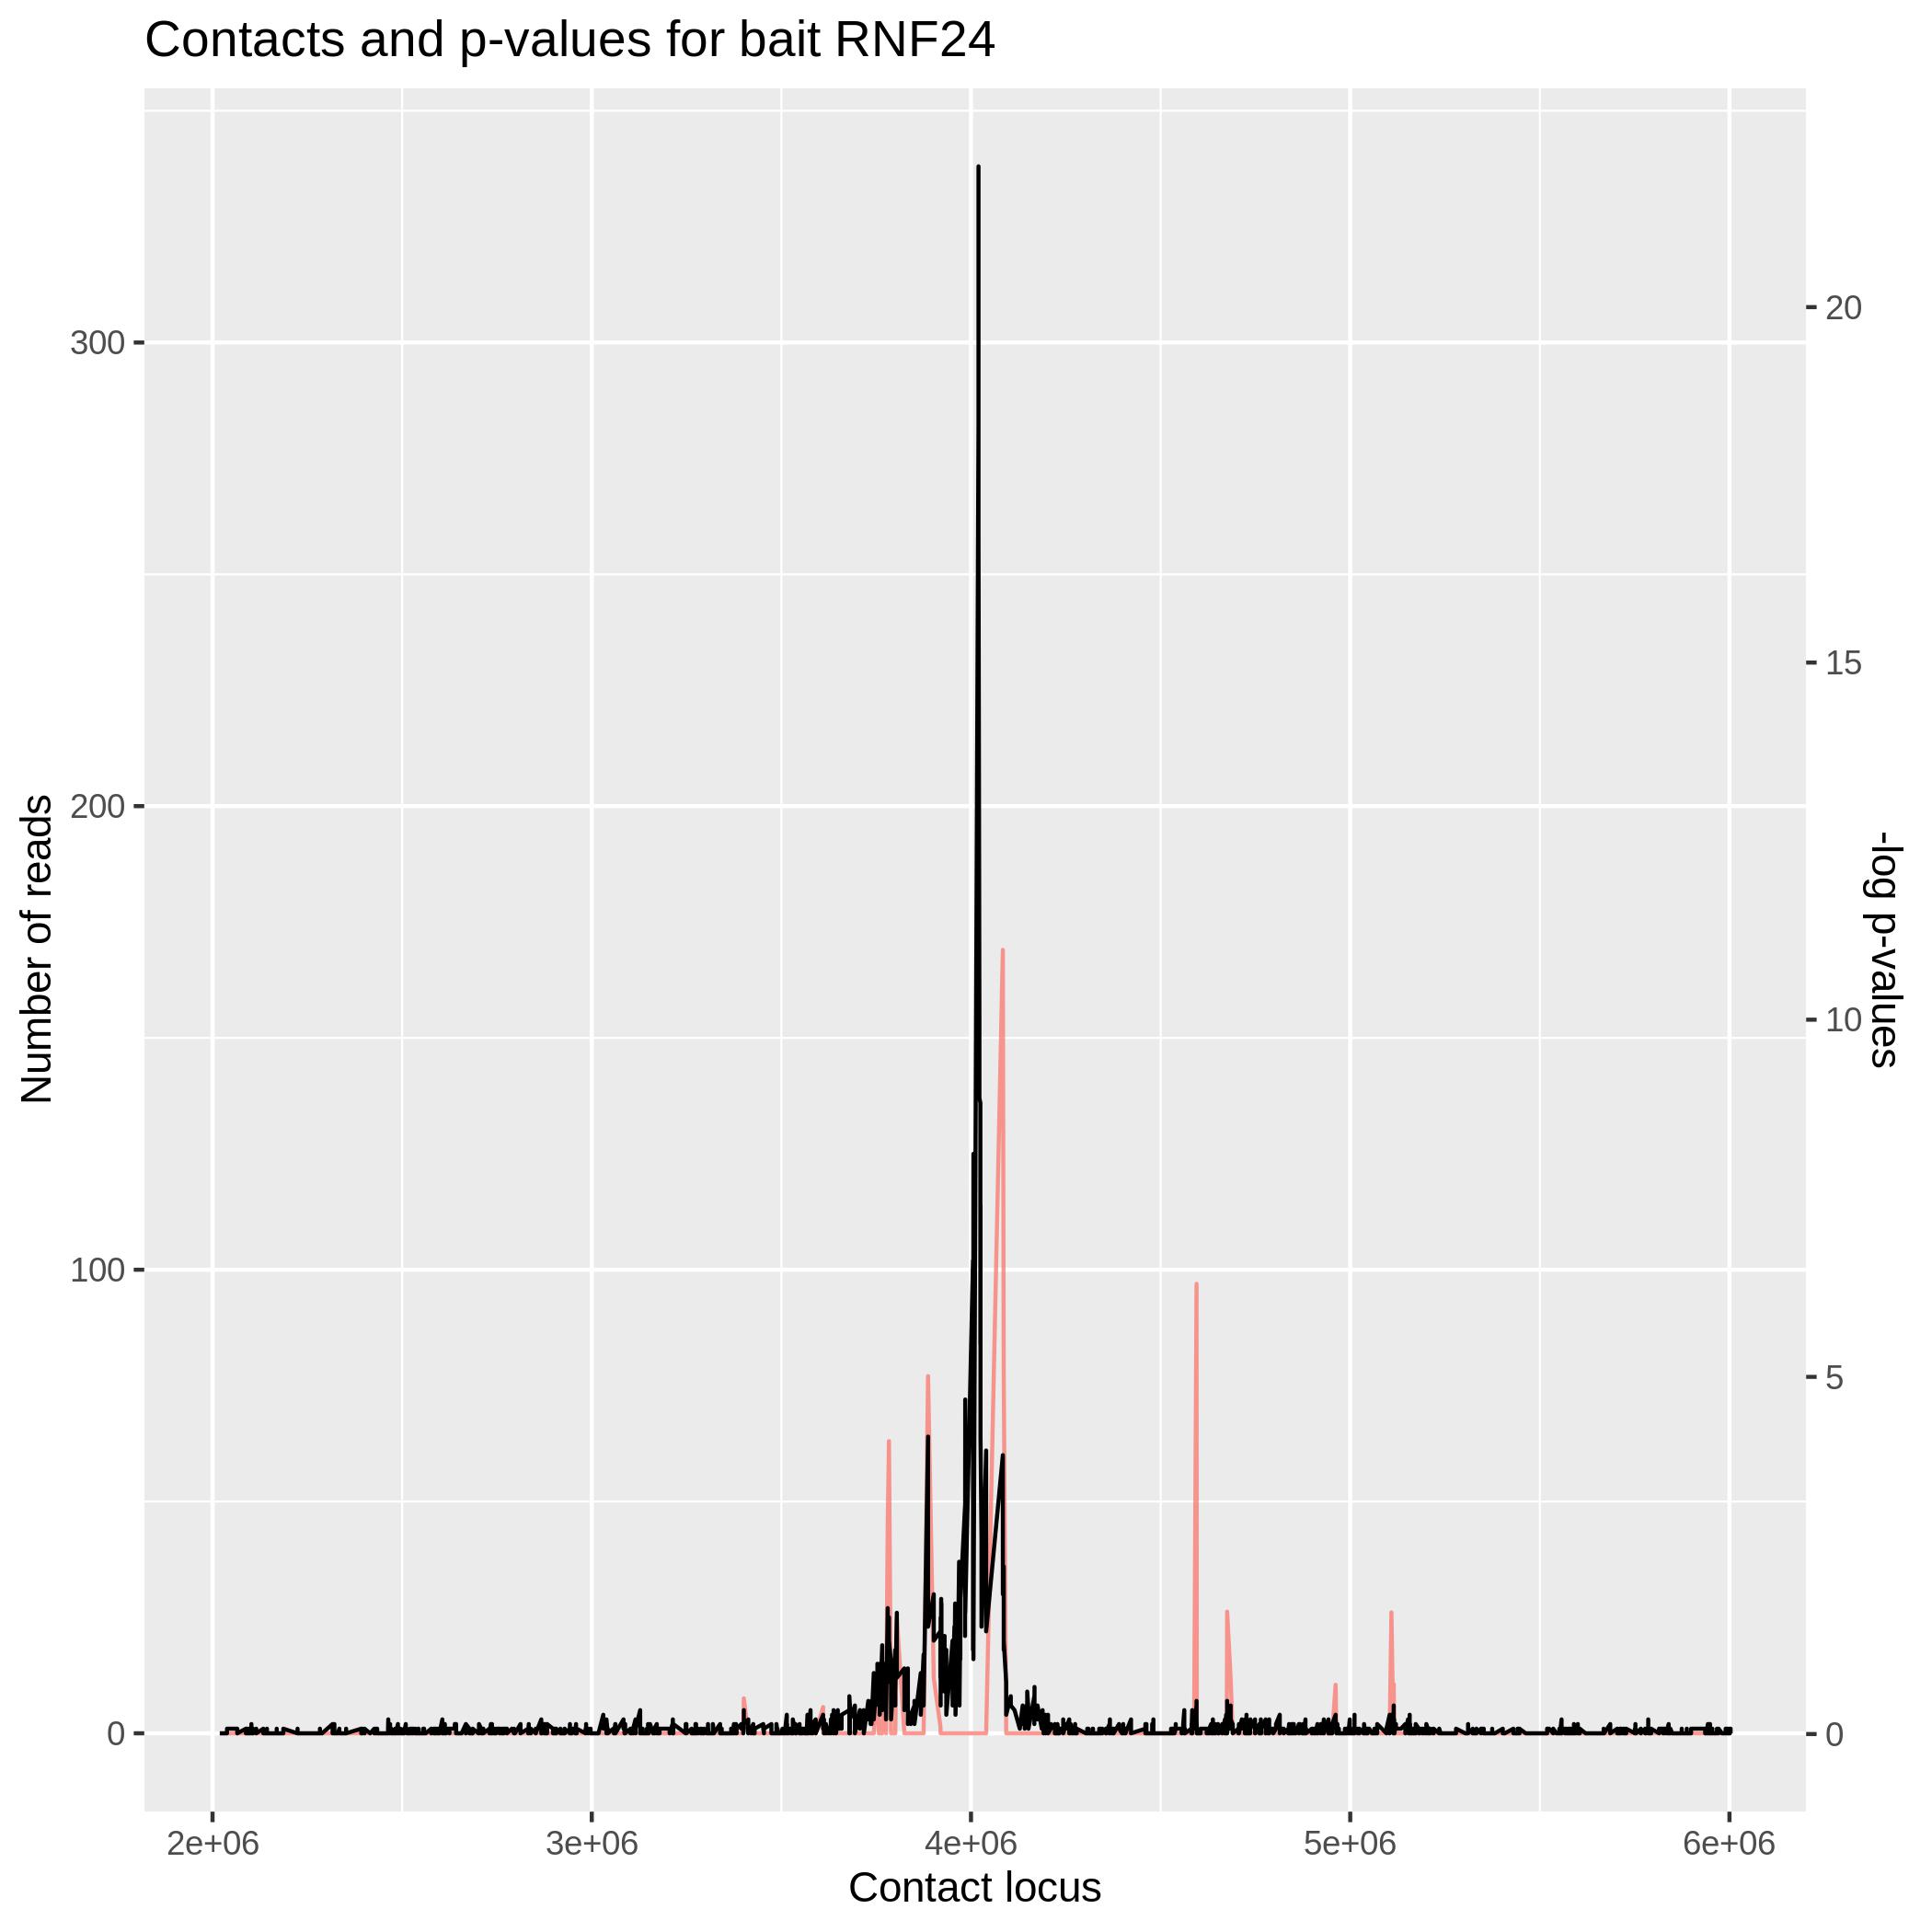 Contacts and p-values for bait RNF24
Number of reads
300
200
100
0
20
15
10
5
0
-log p-values
2e+06 3e+06 4e+06 5e+06 6e+06
Contact locus